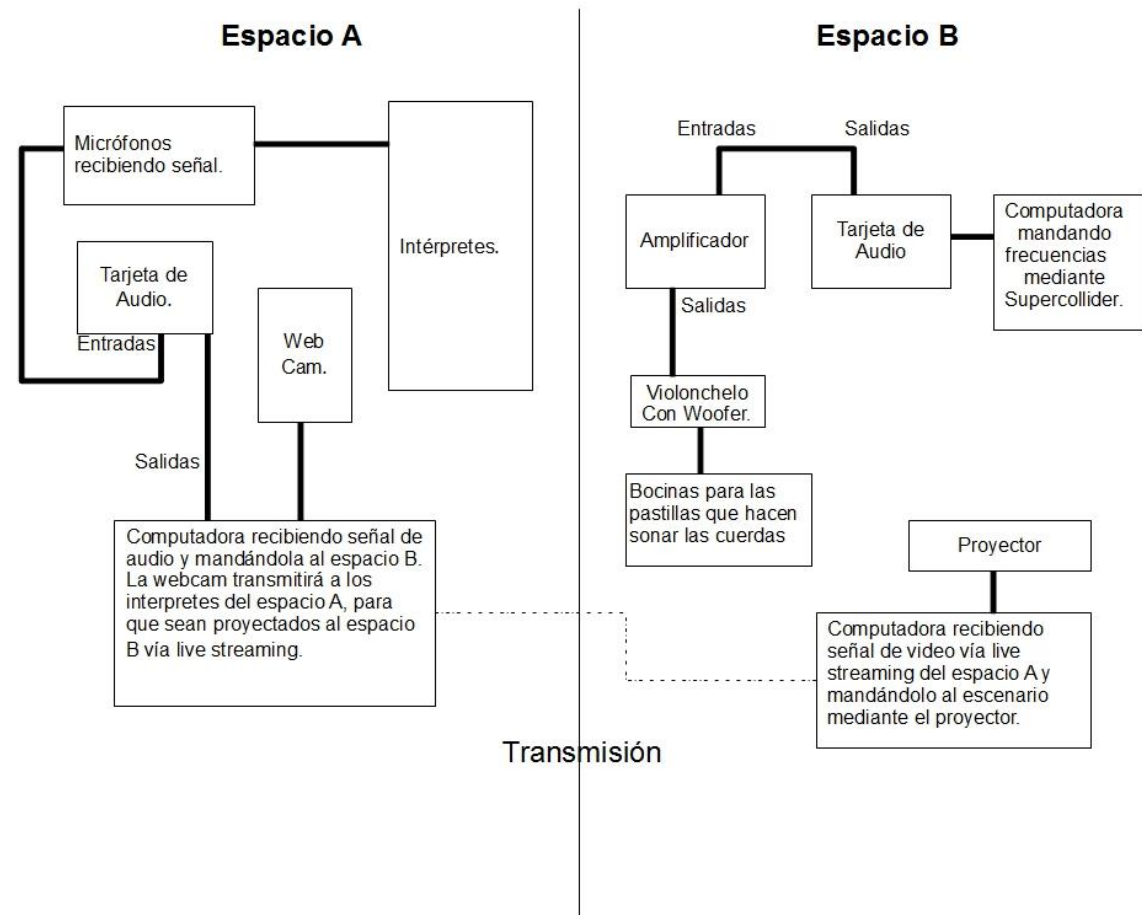 Espacio A
Micrófonos
recibiendo señal.
Intérpretes.
Tarjeta de
Audio.
Entradas
Web
Cam.
Salidas
Computadora recibiendo señal de
audio y mandándola al espacio B.
La webcam transmitirá a los
interpretes del espacio A, para
que sean proyectados al espacio
B vía live streaming.
Espacio B
Entradas
Salidas
Amplificador
Tarjeta de
Audio
Computadora
mandando
frecuencias
mediante
Supercollider.
Salidas
Violonchelo
Con Woofer.
Bocinas para las
pastillas que hacen
sonar las cuerdas
Proyector
Computadora recibiendo
señal de video vía live
streaming del espacio A y
mandándolo al escenario
mediante el proyector.
Transmisión